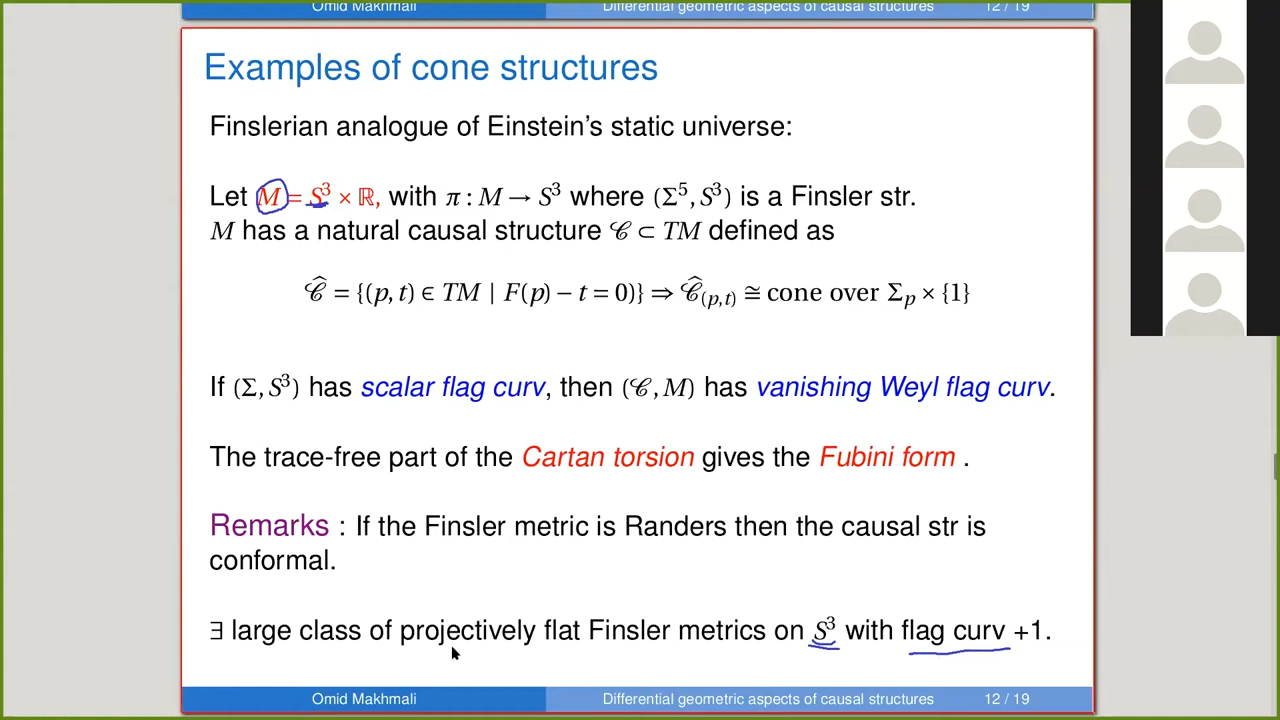 Omid Makhmali Differential geometric aspects of causal structures 12 / 19
Examples of cone structures
Finslerian analogue of Einstein's static universe:
Let M = S³ × ℝ, with π : M → S³ where (Σ⁵, S³) is a Finsler str.
M has a natural causal structure 𝒞 ⊂ TM defined as
𝒞̂ = {(p, t) ∈ TM | F(p) − t = 0)} ⇒ 𝒞̂₍p,t₎ ≅ cone over Σₚ × {1}
If (Σ, S³) has scalar flag curv, then (𝒞, M) has vanishing Weyl flag curv.
The trace-free part of the Cartan torsion gives the Fubini form .
Remarks : If the Finsler metric is Randers then the causal str is
conformal.
∃ large class of projectively flat Finsler metrics on S³ with flag curv +1.
Omid Makhmali Differential geometric aspects of causal structures 12 / 19